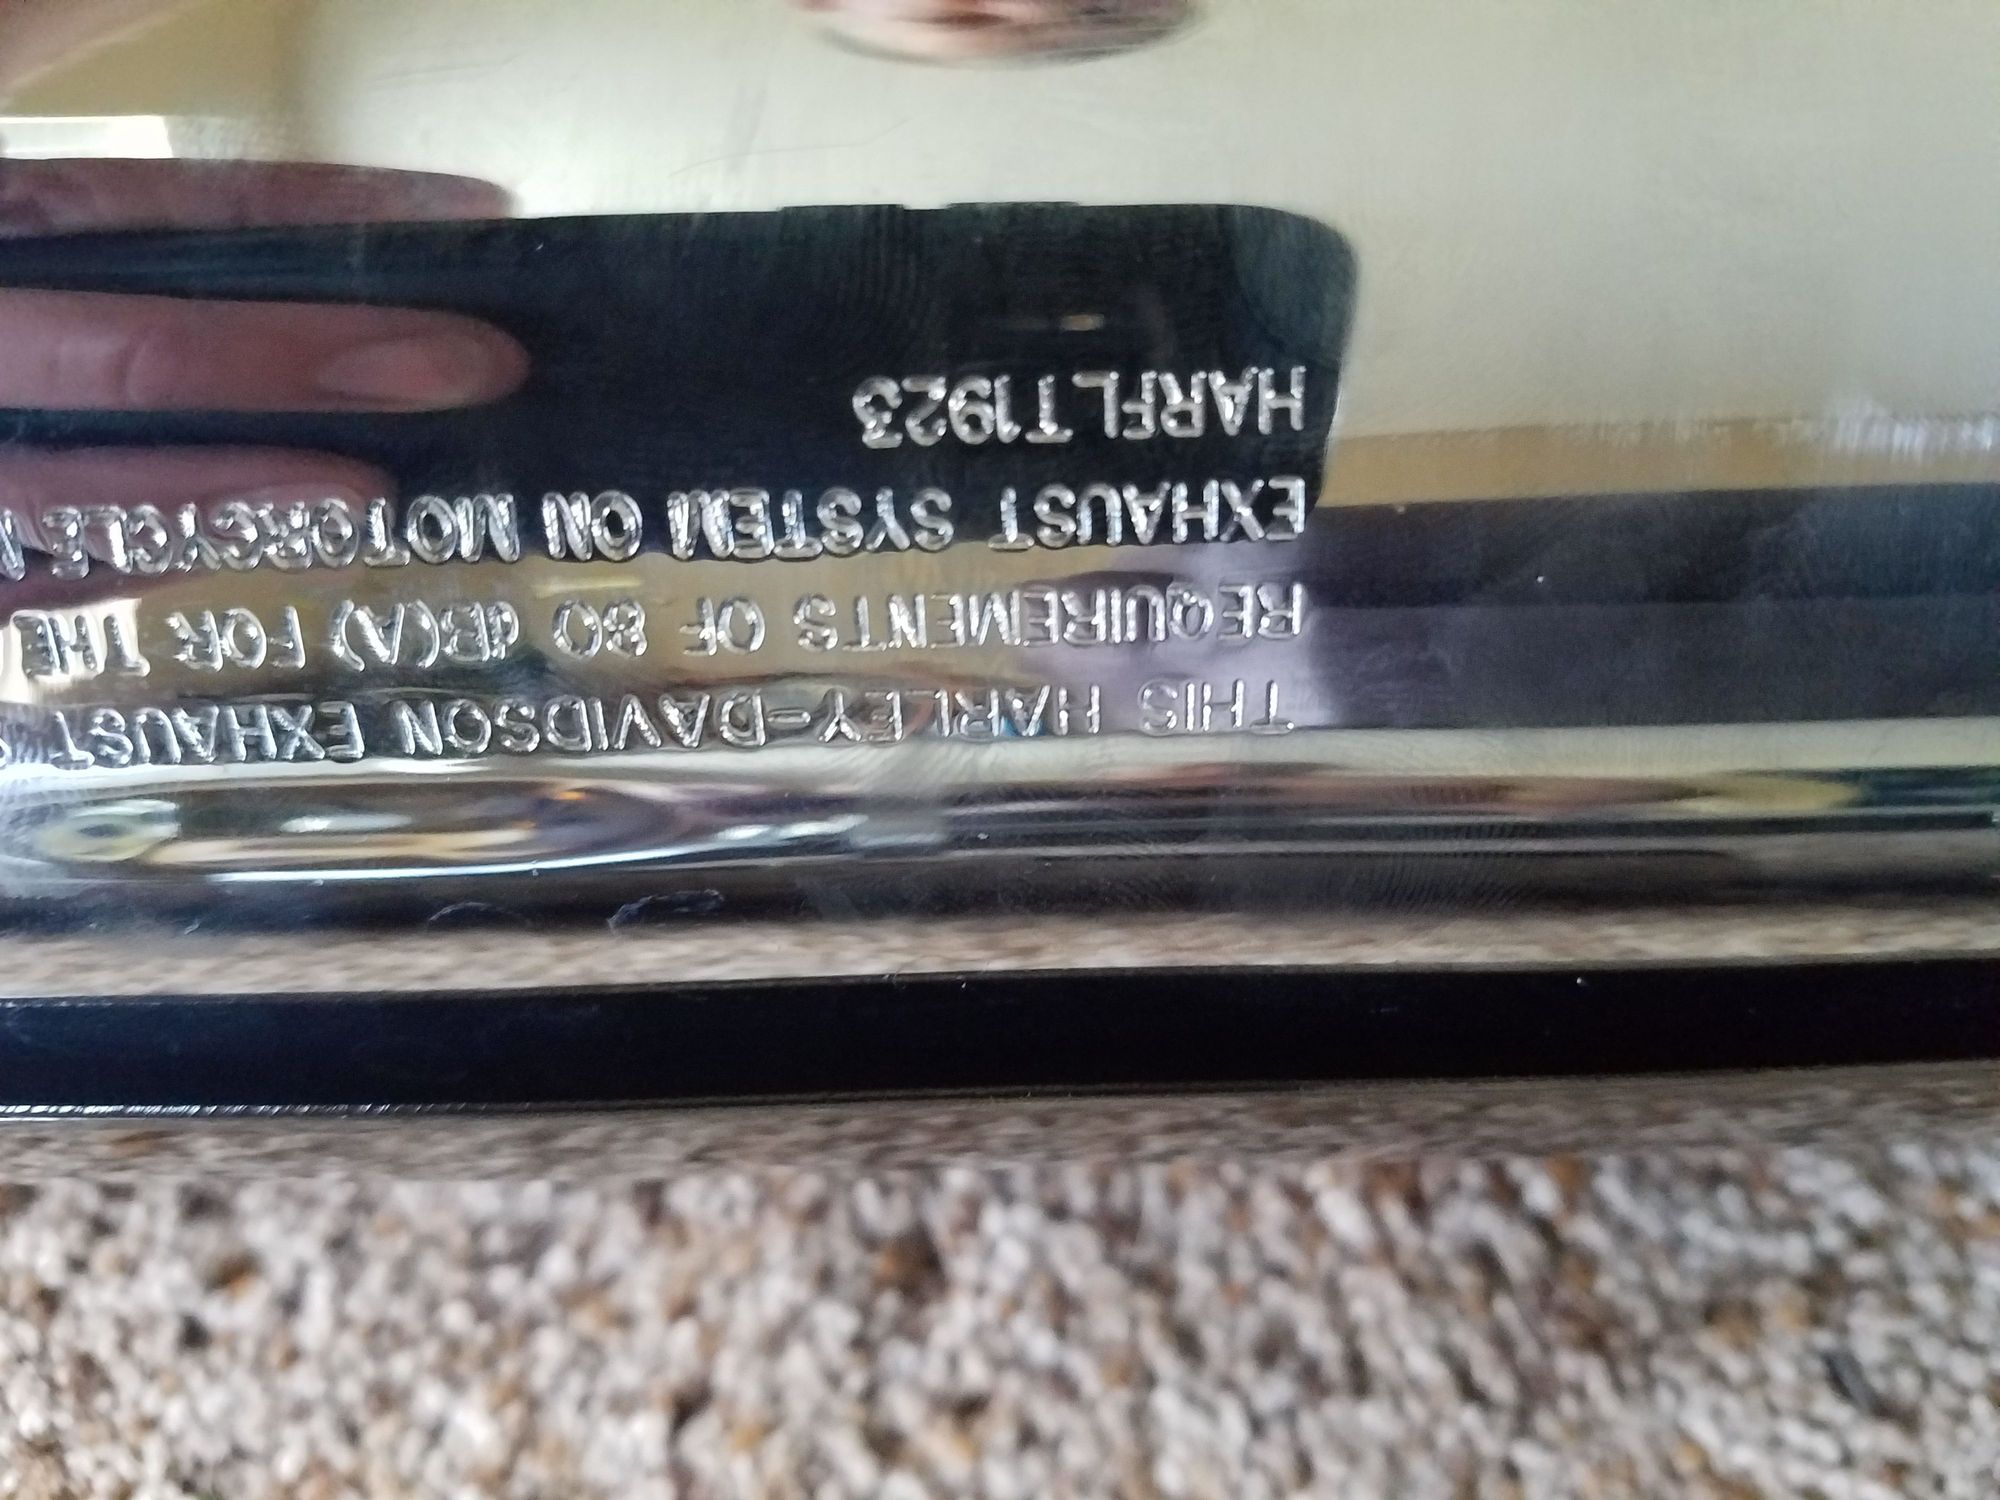 THIS HARLEY-DAVIDSON EXHAUST
REQUIREMENTS OF 80 dB(A) FOR THE
EXHAUST SYSTEM ON MOTORCYCLE
HARFLT1923